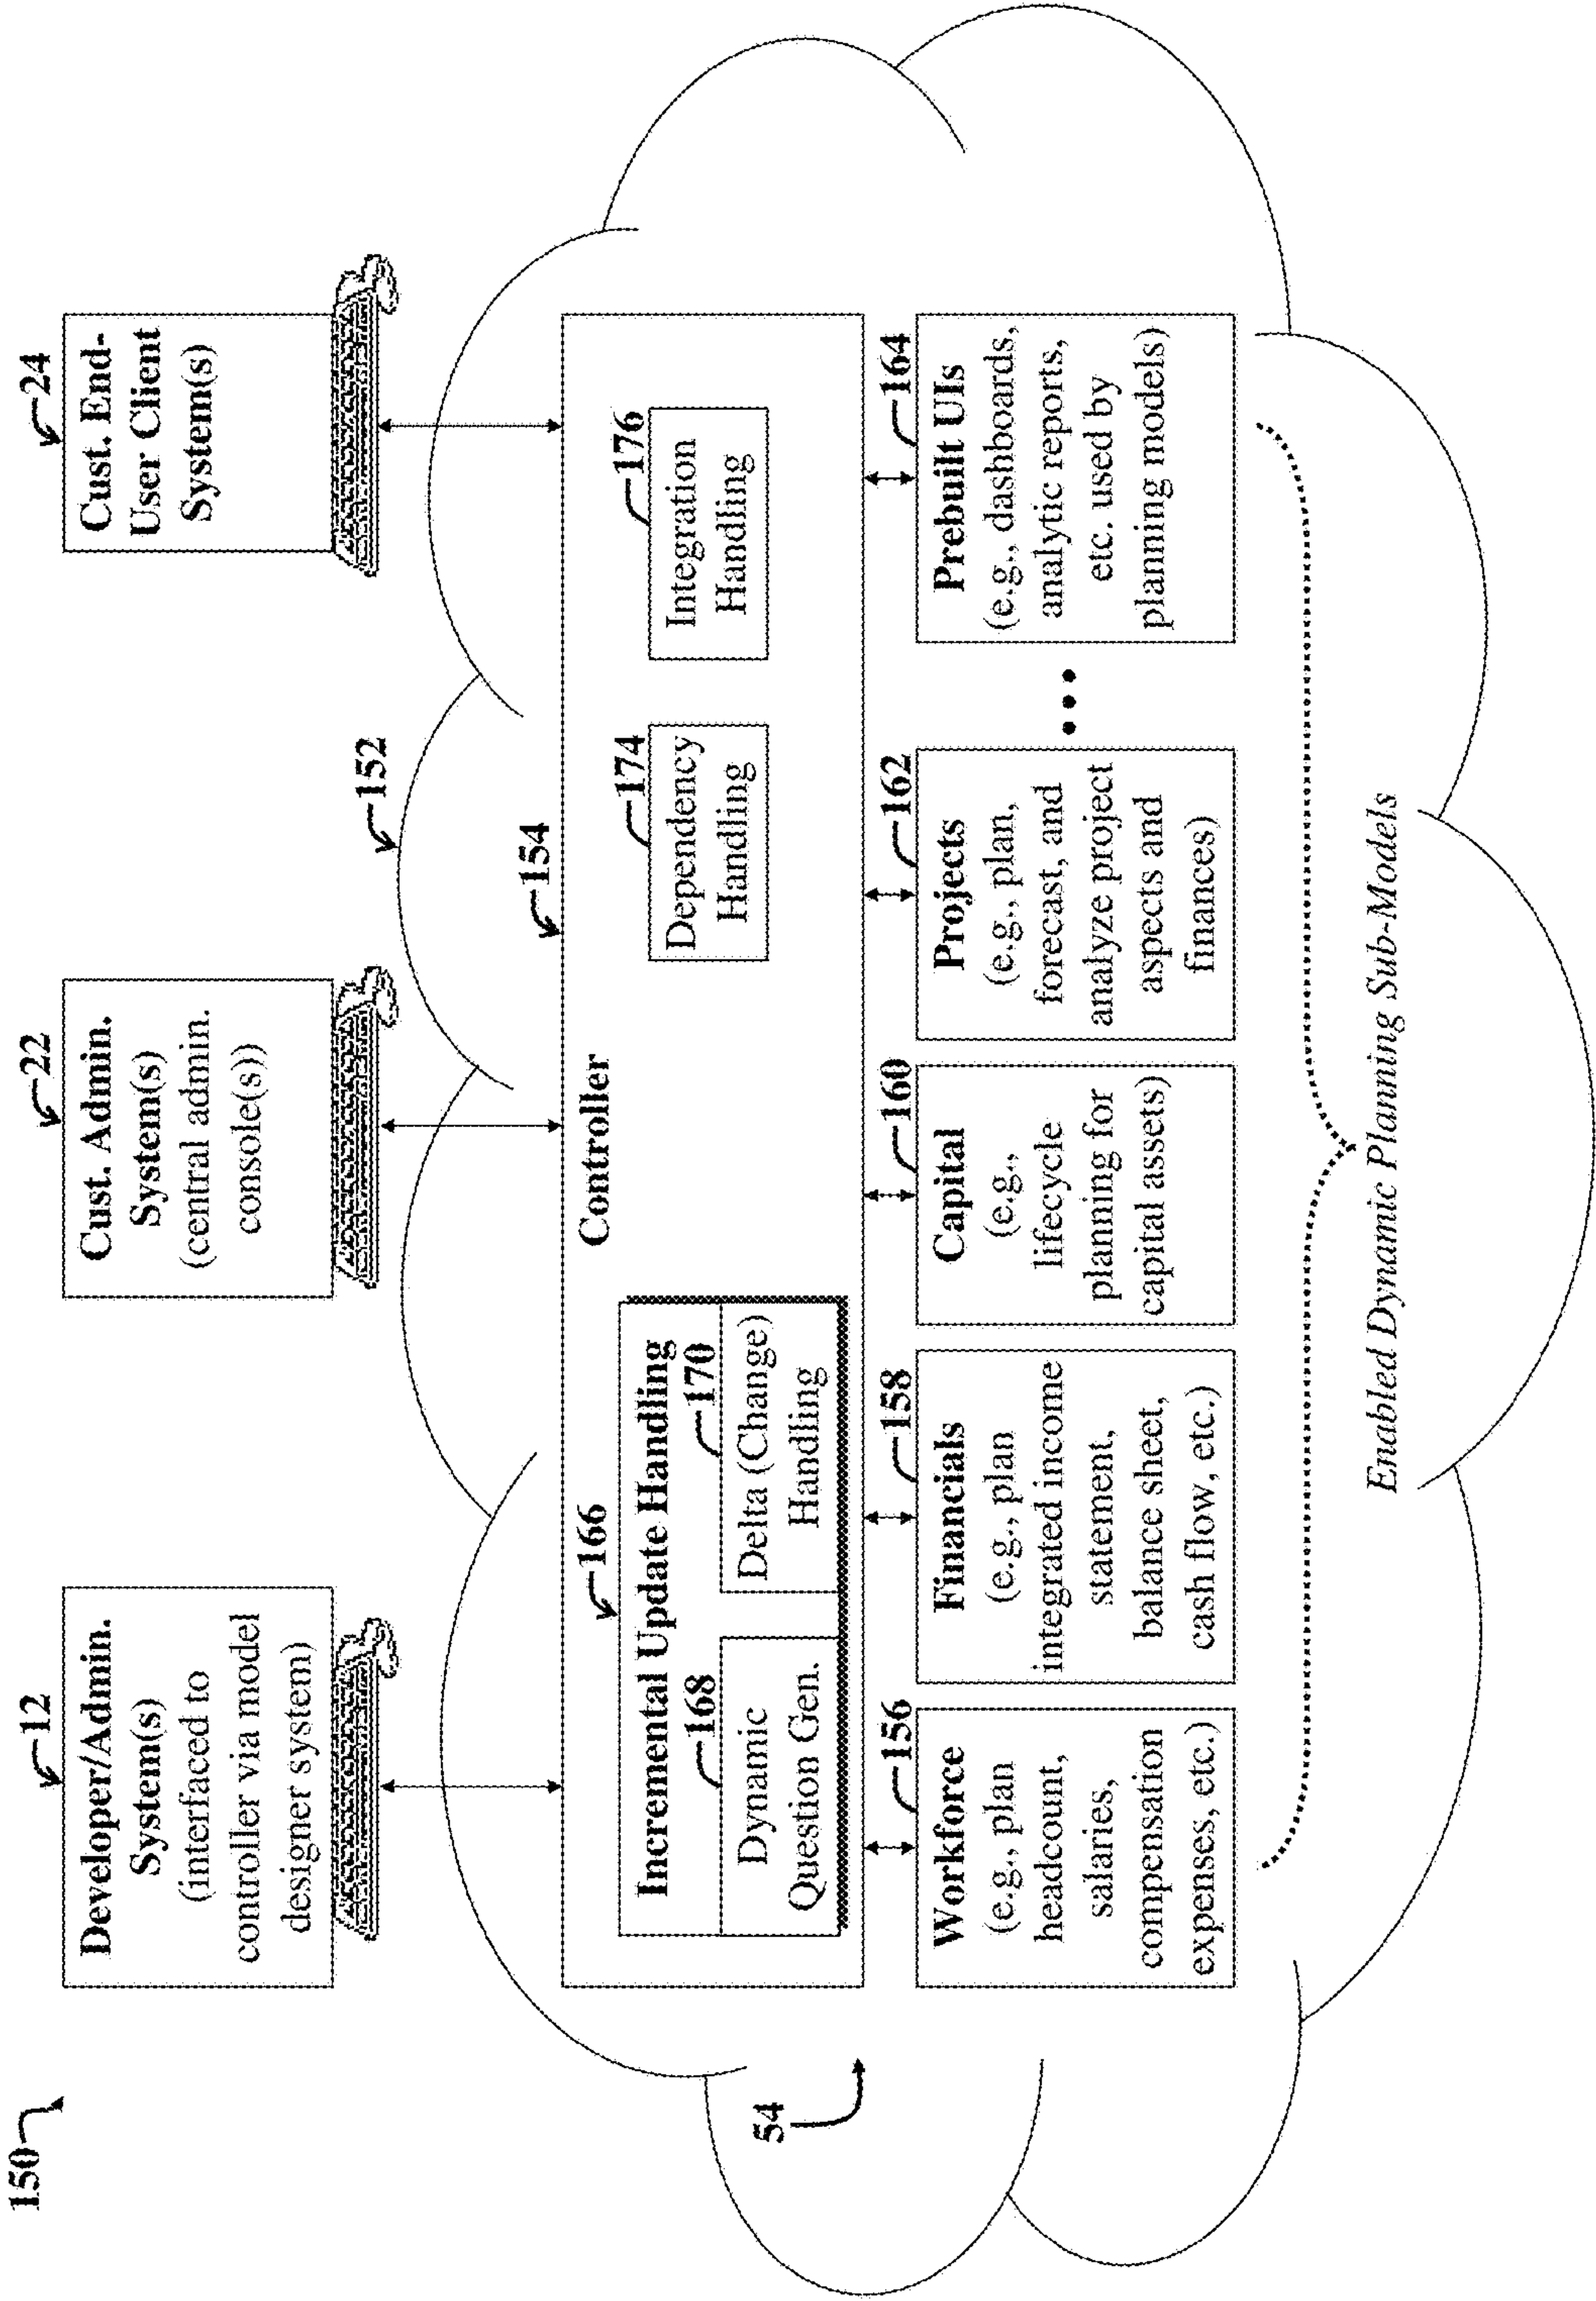 150
12
22
24
Developer/Admin.
System(s)
(interfaced to
controller via model
designer system)
Cust. Admin.
System(s)
(central admin.
console(s))
Cust. End-
User Client
System(s)
152
154
Controller
166
Incremental Update Handling
168
170
Dynamic
Question Gen.
Delta (Change)
Handling
174
Dependency
Handling
176
Integration
Handling
54
156
Workforce
(e.g., plan
headcount,
salaries,
compensation
expenses, etc.)
158
Financials
(e.g., plan
integrated income
statement,
balance sheet,
cash flow, etc.)
160
Capital
(e.g.,
lifecycle
planning for
capital assets)
162
Projects
(e.g., plan,
forecast, and
analyze project
aspects and
finances)
•••
164
Prebuilt UIs
(e.g., dashboards,
analytic reports,
etc. used by
planning models)
Enabled Dynamic Planning Sub-Models